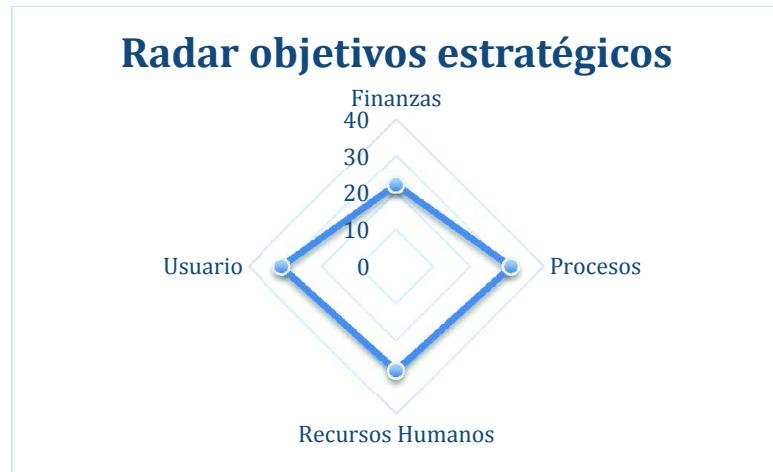 Radar objetivos estratégicos
Finanzas
40
30
20
10
0
Usuario
Procesos
Recursos Humanos